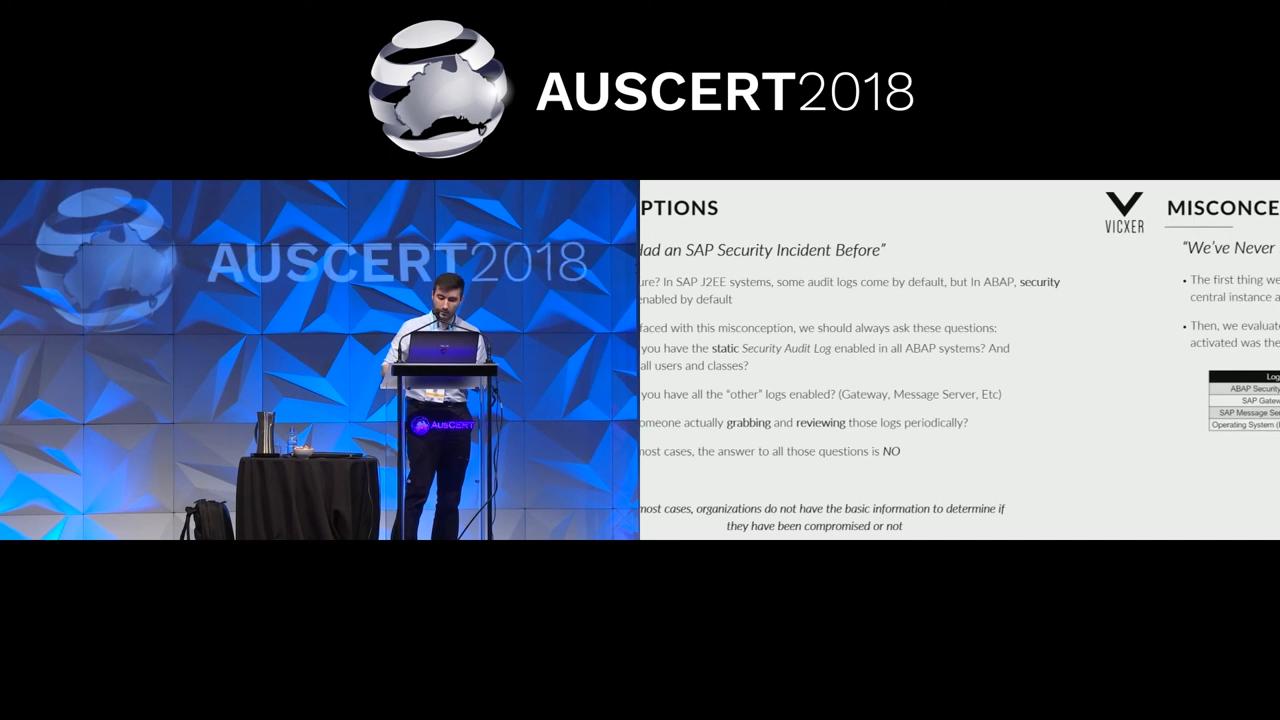 AUSCERT2018
AUSCERT2018
AUSCERT
PTIONS
Had an SAP Security Incident Before”
ure? In SAP J2EE systems, some audit logs come by default, but In ABAP, security
enabled by default
faced with this misconception, we should always ask these questions:
you have the static Security Audit Log enabled in all ABAP systems? And
all users and classes?
you have all the “other” logs enabled? (Gateway, Message Server, Etc)
omeone actually grabbing and reviewing those logs periodically?
most cases, the answer to all those questions is NO
most cases, organizations do not have the basic information to determine if
they have been compromised or not
VICXER
MISCONCE
“We’ve Never
• The first thing we
central instance a
• Then, we evaluate
activated was the
Log
ABAP Security
SAP Gatew
SAP Message Ser
Operating System (